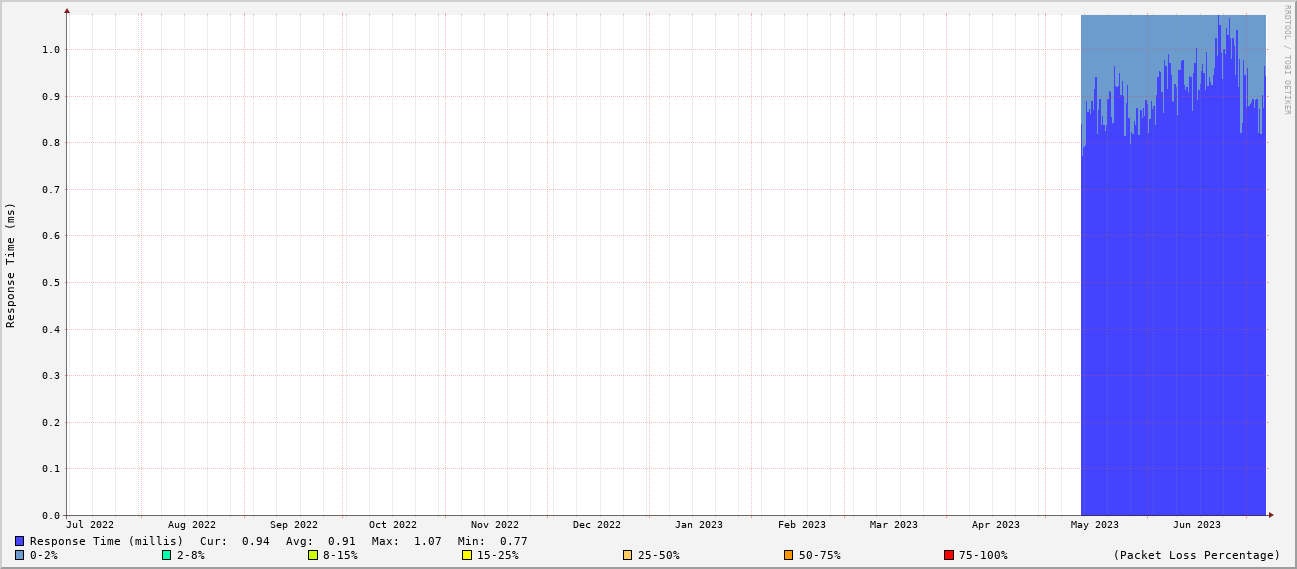 RRDTOOL / TOBI OETIKER
Response Time (ms)
1.0
0.9
0.8
0.7
0.6
0.5
0.4
0.3
0.2
0.1
0.0
Jul 2022 Aug 2022 Sep 2022 Oct 2022 Nov 2022 Dec 2022 Jan 2023 Feb 2023 Mar 2023 Apr 2023 May 2023 Jun 2023
Response Time (millis) Cur: 0.94 Avg: 0.91 Max: 1.07 Min: 0.77
0-2% 2-8% 8-15% 15-25% 25-50% 50-75% 75-100% (Packet Loss Percentage)